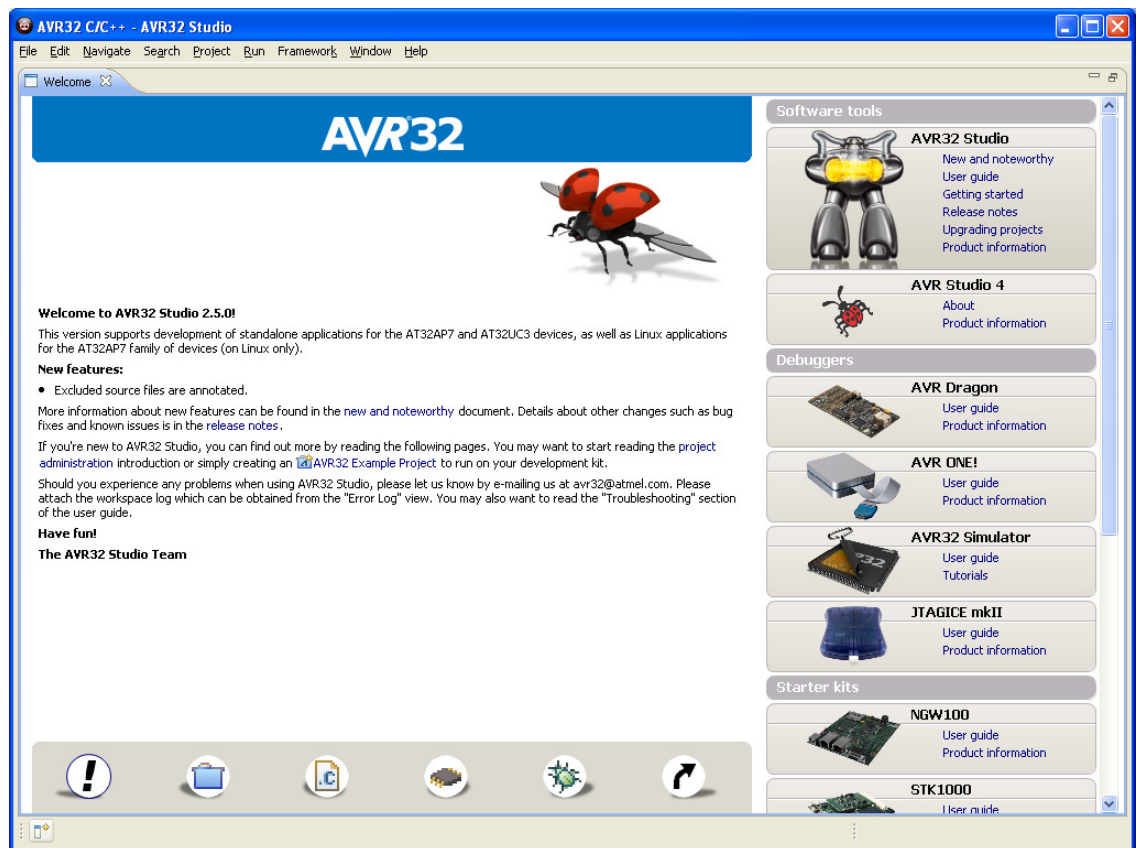 AVR32 C/C++ - AVR32 Studio
File Edit Navigate Search Project Run Framework Window Help
Welcome
AVR32
Welcome to AVR32 Studio 2.5.0!
This version supports development of standalone applications for the AT32AP7 and AT32UC3 devices, as well as Linux applications
for the AT32AP7 family of devices (on Linux only).
New features:
• Excluded source files are annotated.
More information about new features can be found in the new and noteworthy document. Details about other changes such as bug
fixes and known issues is in the release notes.
If you're new to AVR32 Studio, you can find out more by reading the following pages. You may want to start reading the project
administration introduction or simply creating an AVR32 Example Project to run on your development kit.
Should you experience any problems when using AVR32 Studio, please let us know by e-mailing us at avr32@atmel.com. Please
attach the workspace log which can be obtained from the "Error Log" view. You may also want to read the "Troubleshooting" section
of the user guide.
Have fun!
The AVR32 Studio Team
!
.c
Software tools
AVR32 Studio
New and noteworthy
User guide
Getting started
Release notes
Upgrading projects
Product information
AVR Studio 4
About
Product information
Debuggers
AVR Dragon
User guide
Product information
AVR ONE!
User guide
Product information
AVR32 Simulator
R32
User guide
Tutorials
JTAGICE mkII
User guide
Product information
Starter kits
NGW100
User guide
Product information
STK1000
User guide